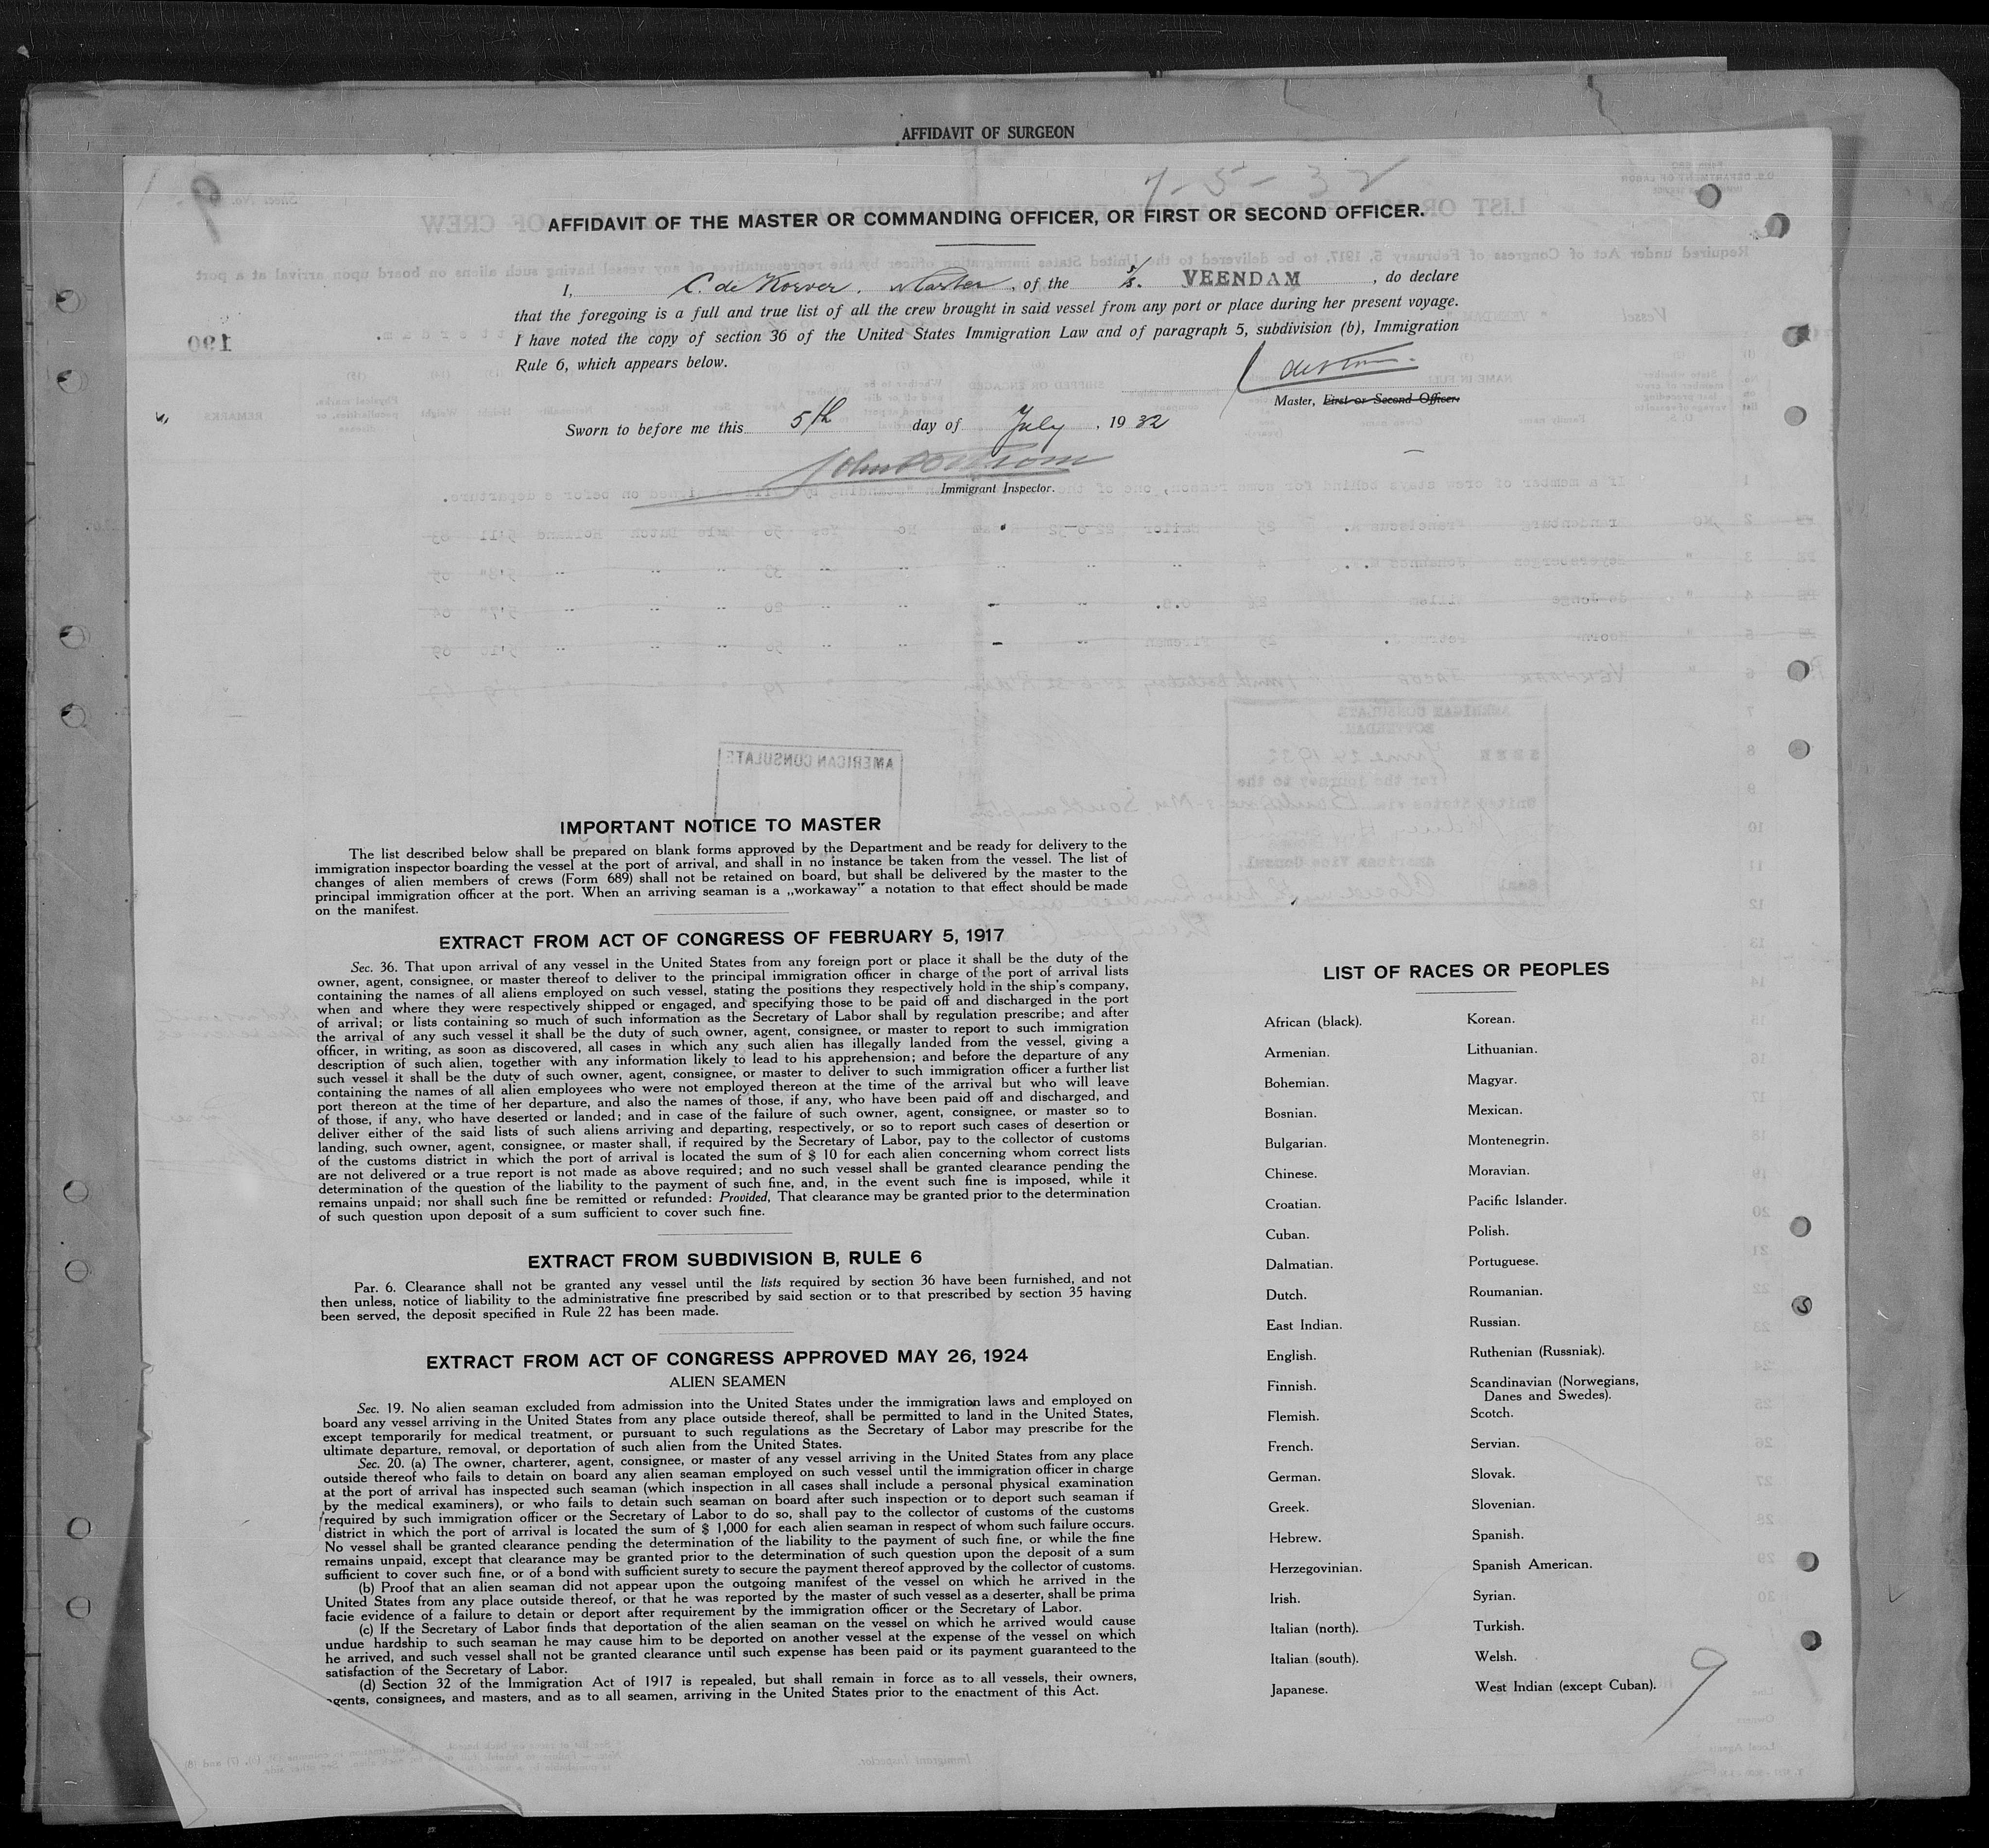 AFFIDAVIT OF SURGEON
7-5-32
AFFIDAVIT OF THE MASTER OR COMMANDING OFFICER, OR FIRST OR SECOND OFFICER.
I, C. de Korver. Master, of the s/s. VEENDAM, do declare
that the foregoing is a full and true list of all the crew brought in said vessel from any port or place during her present voyage.
I have noted the copy of section 36 of the United States Immigration Law and of paragraph 5, subdivision (b), Immigration
Rule 6, which appears below.
Master, First or Second Officer.
Sworn to before me this 5th day of July, 1932
Immigrant Inspector.
AMERICAN CONSULATE
IMPORTANT NOTICE TO MASTER
The list described below shall be prepared on blank forms approved by the Department and be ready for delivery to the
immigration inspector boarding the vessel at the port of arrival, and shall in no instance be taken from the vessel. The list of
changes of alien members of crews (Form 689) shall not be retained on board, but shall be delivered by the master to the
principal immigration officer at the port. When an arriving seaman is a „workaway” a notation to that effect should be made
on the manifest.
EXTRACT FROM ACT OF CONGRESS OF FEBRUARY 5, 1917
Sec. 36. That upon arrival of any vessel in the United States from any foreign port or place it shall be the duty of the
owner, agent, consignee, or master thereof to deliver to the principal immigration officer in charge of the port of arrival lists
containing the names of all aliens employed on such vessel, stating the positions they respectively hold in the ship's company,
when and where they were respectively shipped or engaged, and specifying those to be paid off and discharged in the port
of arrival; or lists containing so much of such information as the Secretary of Labor shall by regulation prescribe; and after
the arrival of any such vessel it shall be the duty of such owner, agent, consignee, or master to report to such immigration
officer, in writing, as soon as discovered, all cases in which any such alien has illegally landed from the vessel, giving a
description of such alien, together with any information likely to lead to his apprehension; and before the departure of any
such vessel it shall be the duty of such owner, agent, consignee, or master to deliver to such immigration officer a further list
containing the names of all alien employees who were not employed thereon at the time of the arrival but who will leave
port thereon at the time of her departure, and also the names of those, if any, who have been paid off and discharged, and
of those, if any, who have deserted or landed; and in case of the failure of such owner, agent, consignee, or master so to
deliver either of the said lists of such aliens arriving and departing, respectively, or so to report such cases of desertion or
landing, such owner, agent, consignee, or master shall, if required by the Secretary of Labor, pay to the collector of customs
of the customs district in which the port of arrival is located the sum of $ 10 for each alien concerning whom correct lists
are not delivered or a true report is not made as above required; and no such vessel shall be granted clearance pending the
determination of the question of the liability to the payment of such fine, and, in the event such fine is imposed, while it
remains unpaid; nor shall such fine be remitted or refunded: Provided, That clearance may be granted prior to the determination
of such question upon deposit of a sum sufficient to cover such fine.
EXTRACT FROM SUBDIVISION B, RULE 6
Par. 6. Clearance shall not be granted any vessel until the lists required by section 36 have been furnished, and not
then unless, notice of liability to the administrative fine prescribed by said section or to that prescribed by section 35 having
been served, the deposit specified in Rule 22 has been made.
EXTRACT FROM ACT OF CONGRESS APPROVED MAY 26, 1924
ALIEN SEAMEN
Sec. 19. No alien seaman excluded from admission into the United States under the immigration laws and employed on
board any vessel arriving in the United States from any place outside thereof, shall be permitted to land in the United States,
except temporarily for medical treatment, or pursuant to such regulations as the Secretary of Labor may prescribe for the
ultimate departure, removal, or deportation of such alien from the United States.
Sec. 20. (a) The owner, charterer, agent, consignee, or master of any vessel arriving in the United States from any place
outside thereof who fails to detain on board any alien seaman employed on such vessel until the immigration officer in charge
at the port of arrival has inspected such seaman (which inspection in all cases shall include a personal physical examination
by the medical examiners), or who fails to detain such seaman on board after such inspection or to deport such seaman if
required by such immigration officer or the Secretary of Labor to do so, shall pay to the collector of customs of the customs
district in which the port of arrival is located the sum of $ 1,000 for each alien seaman in respect of whom such failure occurs.
No vessel shall be granted clearance pending the determination of the liability to the payment of such fine, or while the fine
remains unpaid, except that clearance may be granted prior to the determination of such question upon the deposit of a sum
sufficient to cover such fine, or of a bond with sufficient surety to secure the payment thereof approved by the collector of customs.
(b) Proof that an alien seaman did not appear upon the outgoing manifest of the vessel on which he arrived in the
United States from any place outside thereof, or that he was reported by the master of such vessel as a deserter, shall be prima
facie evidence of a failure to detain or deport after requirement by the immigration officer or the Secretary of Labor.
(c) If the Secretary of Labor finds that deportation of the alien seaman on the vessel on which he arrived would cause
undue hardship to such seaman he may cause him to be deported on another vessel at the expense of the vessel on which
he arrived, and such vessel shall not be granted clearance until such expense has been paid or its payment guaranteed to the
satisfaction of the Secretary of Labor.
(d) Section 32 of the Immigration Act of 1917 is repealed, but shall remain in force as to all vessels, their owners,
agents, consignees, and masters, and as to all seamen, arriving in the United States prior to the enactment of this Act.
LIST OF RACES OR PEOPLES
African (black).
Armenian.
Bohemian.
Bosnian.
Bulgarian.
Chinese.
Croatian.
Cuban.
Dalmatian.
Dutch.
East Indian.
English.
Finnish.
Flemish.
French.
German.
Greek.
Hebrew.
Herzegovinian.
Irish.
Italian (north).
Italian (south).
Japanese.
Korean.
Lithuanian.
Magyar.
Mexican.
Montenegrin.
Moravian.
Pacific Islander.
Polish.
Portuguese.
Roumanian.
Russian.
Ruthenian (Russniak).
Scandinavian (Norwegians,
Danes and Swedes).
Scotch.
Servian.
Slovak.
Slovenian.
Spanish.
Spanish American.
Syrian.
Turkish.
Welsh.
West Indian (except Cuban).
9